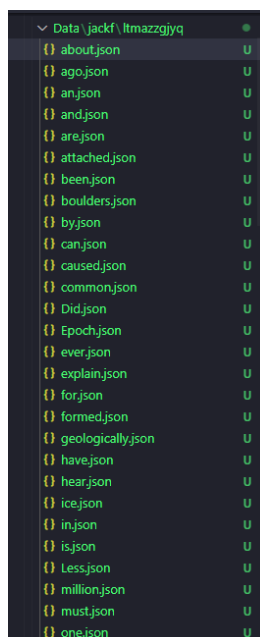 Data\jackf\ltmazzgjyq
{} about.json U
{} ago.json U
{} an.json U
{} and.json U
{} are.json U
{} attached.json U
{} been.json U
{} boulders.json U
{} by.json U
{} can.json U
{} caused.json U
{} common.json U
{} Did.json U
{} Epoch.json U
{} ever.json U
{} explain.json U
{} for.json U
{} formed.json U
{} geologically.json U
{} have.json U
{} hear.json U
{} ice.json U
{} in.json U
{} is.json U
{} Less.json U
{} million.json U
{} must.json U
{} one.json U